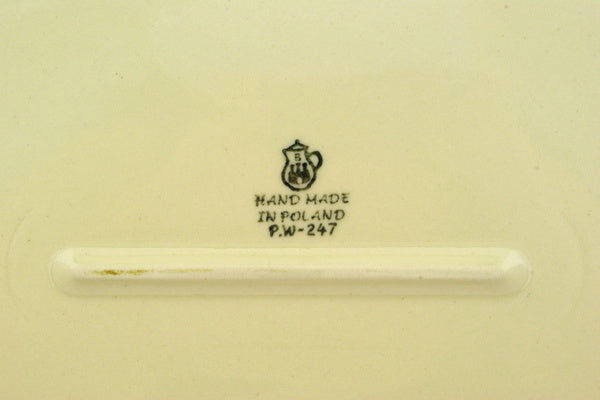 B
HAND MADE
IN POLAND
P.W-247